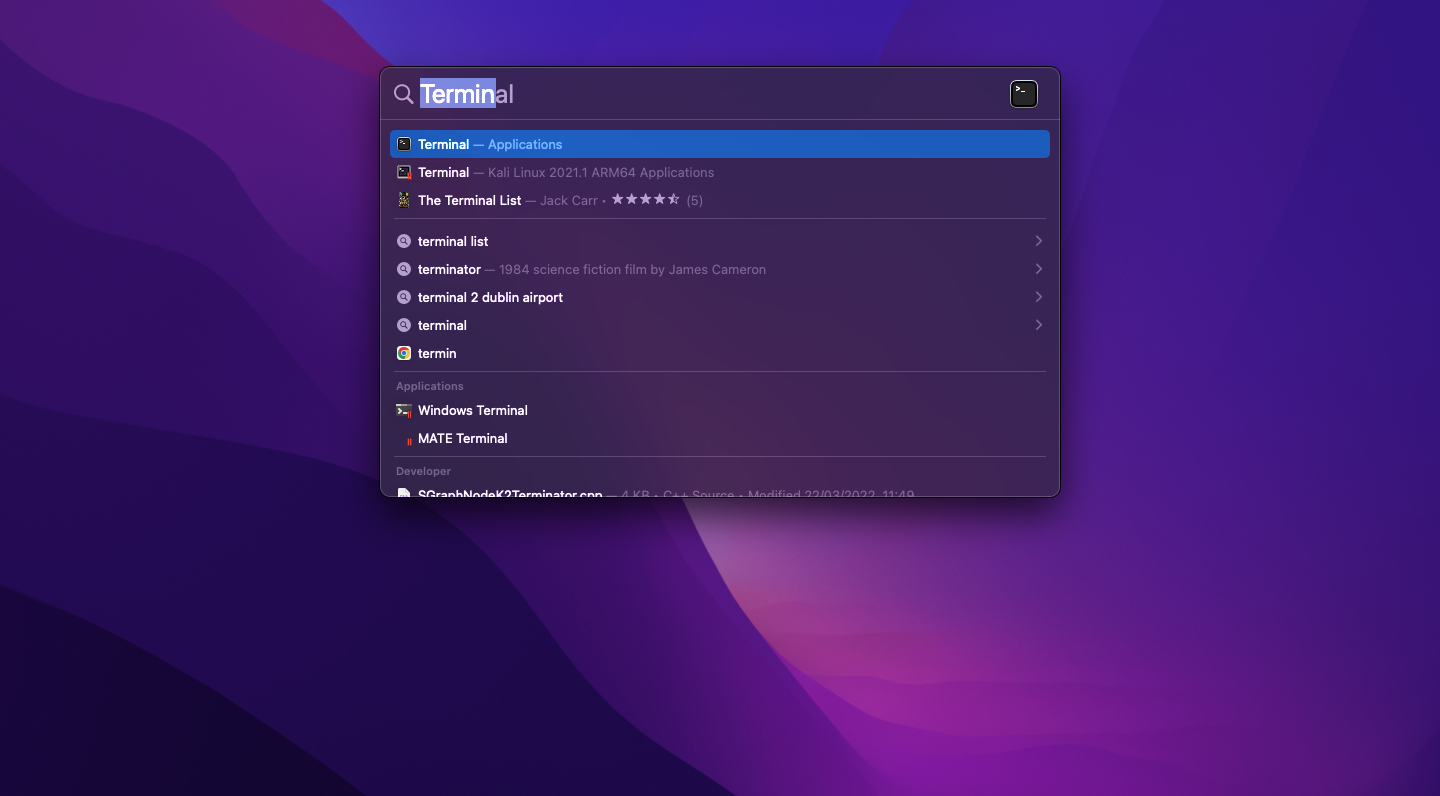 Terminal
Terminal — Applications
Terminal — Kali Linux 2021.1 ARM64 Applications
The Terminal List — Jack Carr • ★★★★⯪ (5)
terminal list
terminator — 1984 science fiction film by James Cameron
terminal 2 dublin airport
terminal
termin
Applications
Windows Terminal
MATE Terminal
Developer
SGraphNodeK2Terminator.cpp — 4 KB • C++ Source • Modified 22/03/2022, 11:49